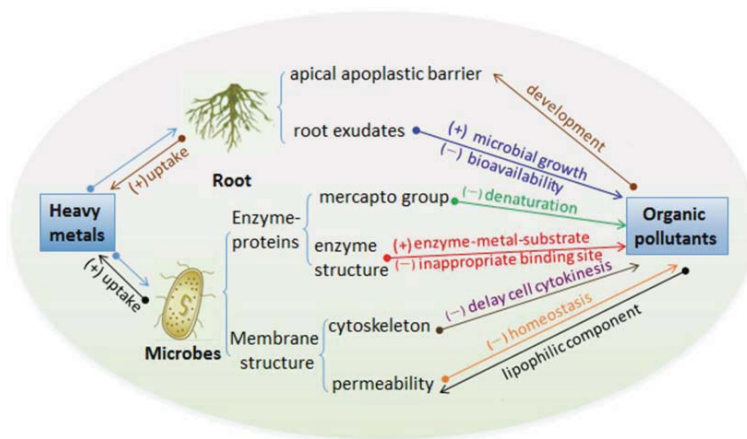 apical apoplastic barrier
development
root exudates
(+) microbial growth
(−) bioavailability
(+)uptake
Root
Heavy
metals
Enzyme-
proteins
mercapto group
(−) denaturation
Organic
pollutants
enzyme
structure
(+) enzyme-metal-substrate
(−) inappropriate binding site
(+) uptake
S
Microbes
Membrane
structure
cytoskeleton
(−) delay cell cytokinesis
(−) homeostasis
lipophilic component
permeability